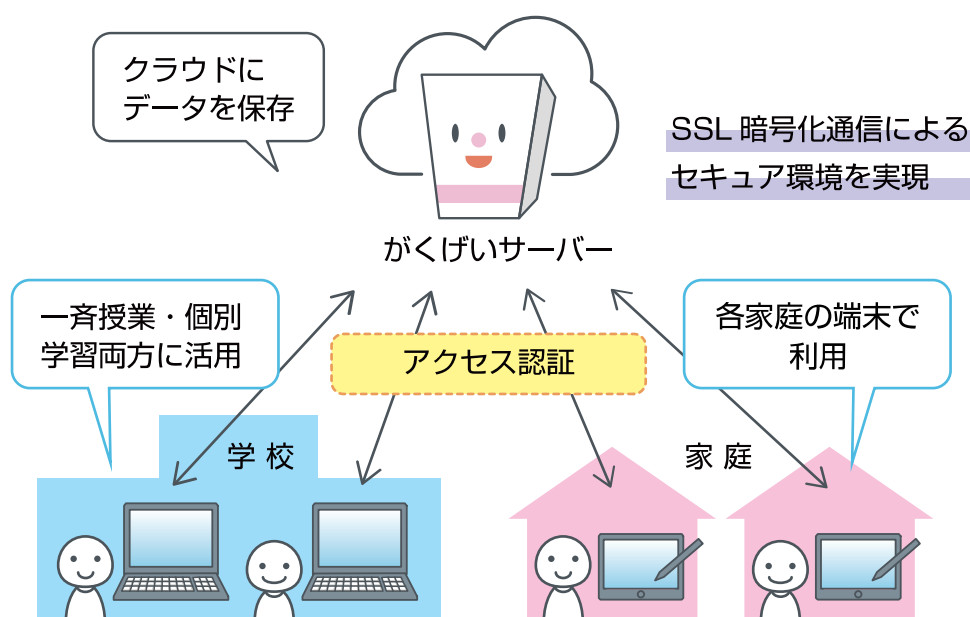 クラウドに
データを保存
SSL 暗号化通信による
セキュア環境を実現
がくげいサーバー
一斉授業・個別
学習両方に活用
アクセス認証
各家庭の端末で
利用
学 校
家 庭